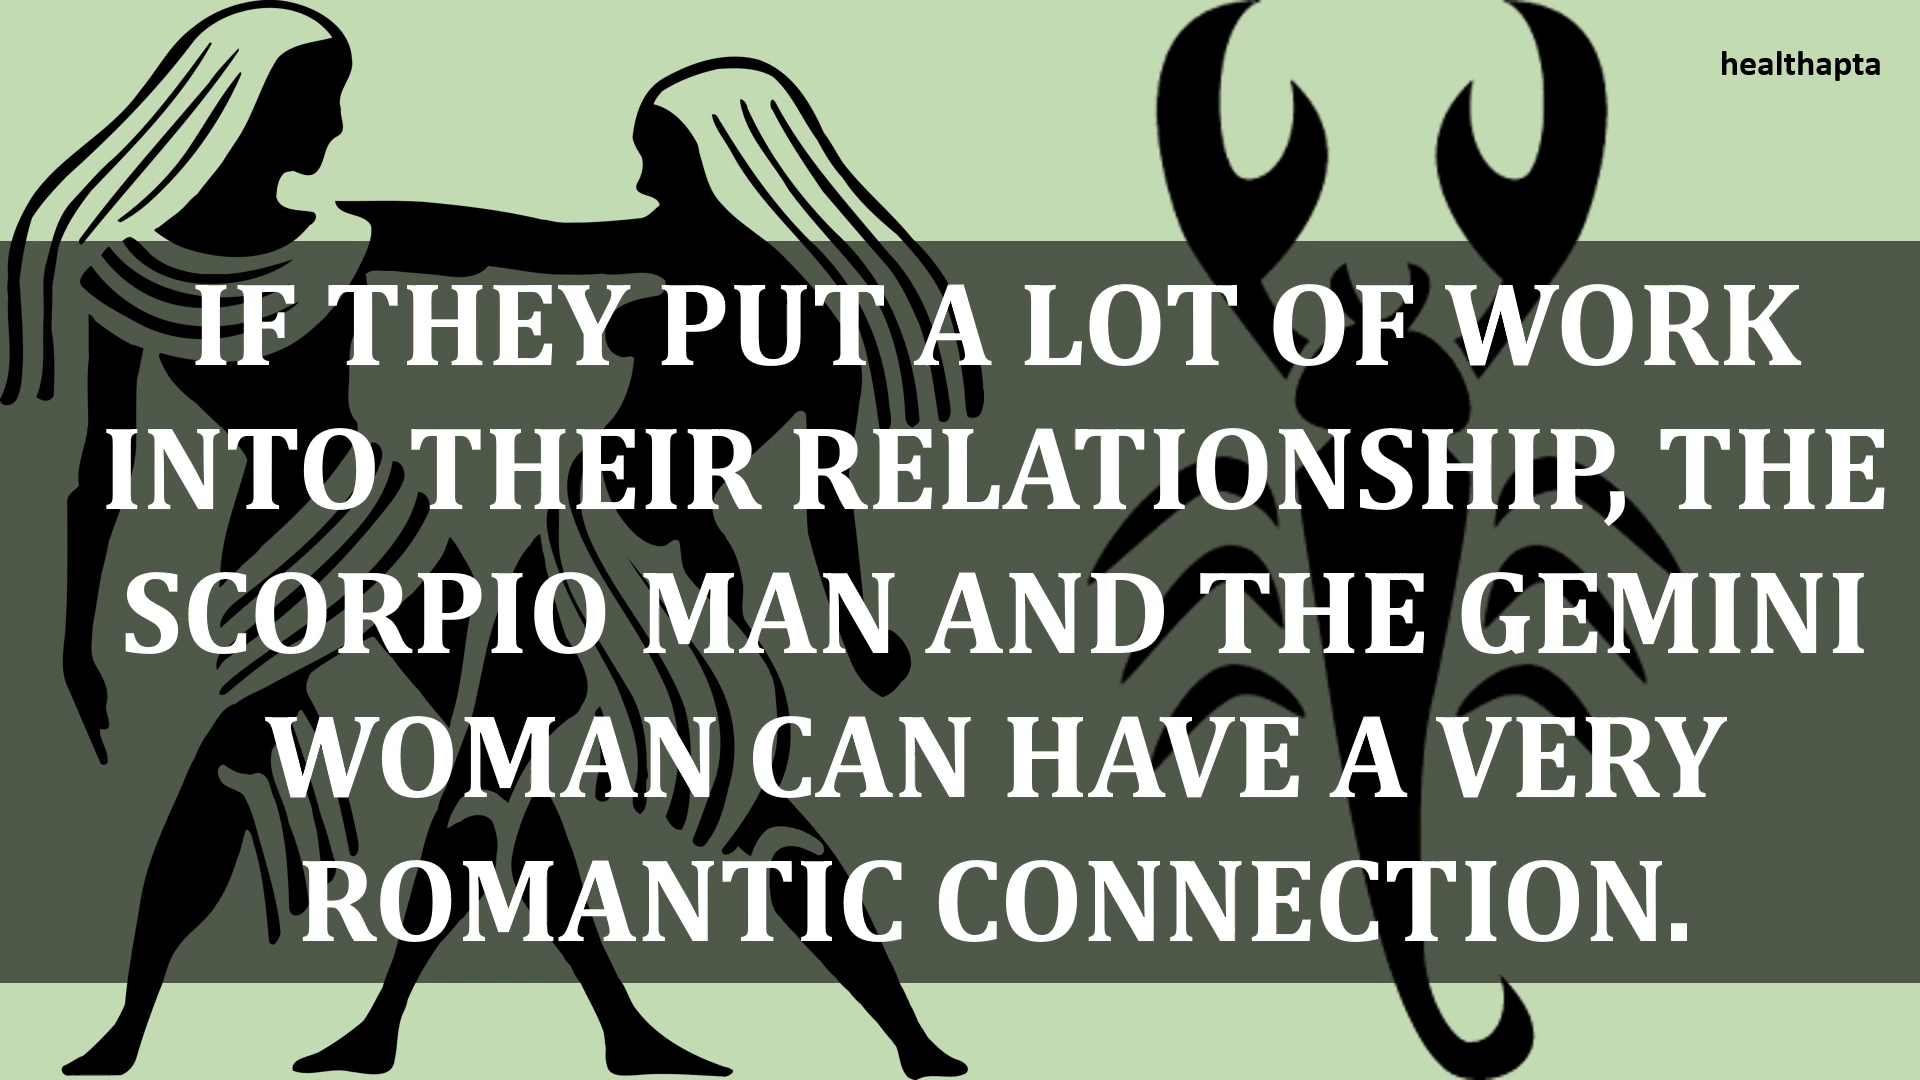 healthapta
IF THEY PUT A LOT OF WORK
INTO THEIR RELATIONSHIP, THE
SCORPIO MAN AND THE GEMINI
WOMAN CAN HAVE A VERY
ROMANTIC CONNECTION.